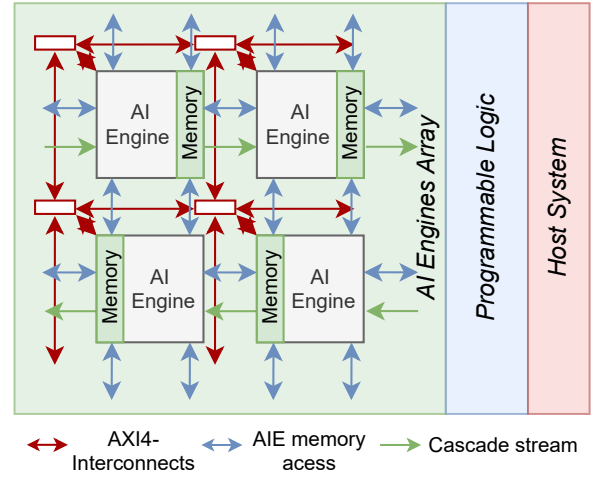 AI
Engine
Memory
AI
Engine
Memory
Memory
AI
Engine
Memory
AI
Engine
AI Engines Array
Programmable Logic
Host System
AXI4-
Interconnects
AIE memory
acess
Cascade stream